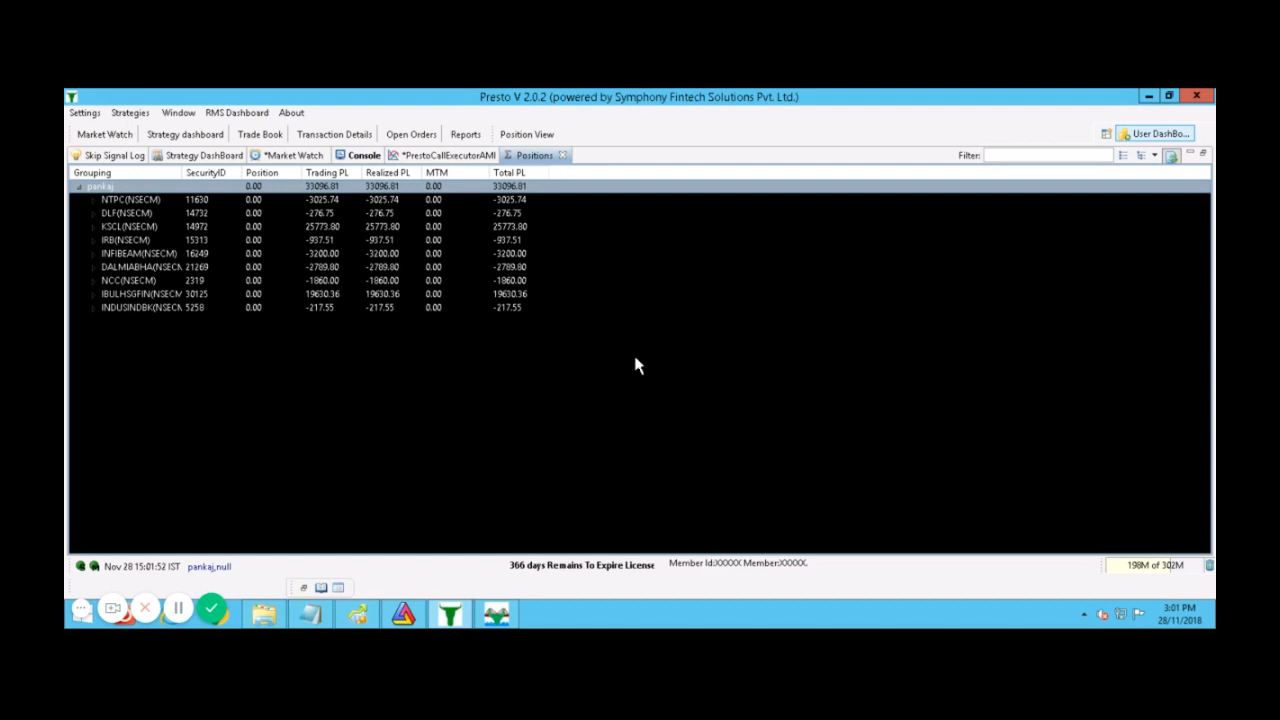 Presto V 2.0.2 (powered by Symphony Fintech Solutions Pvt. Ltd.)
Settings Strategies Window RMS Dashboard About
Market Watch Strategy dashboard Trade Book Transaction Details Open Orders Reports Position View User DashBo...
Skip Signal Log Strategy DashBoard *Market Watch Console *PrestoCallExecutorAMI Σ Positions Filter:
Grouping SecurityID Position Trading PL Realized PL MTM Total PL
pankaj 0.00 33096.81 33096.81 0.00 33096.81
NTPC(NSECM) 11630 0.00 -3025.74 -3025.74 0.00 -3025.74
DLF(NSECM) 14732 0.00 -276.75 -276.75 0.00 -276.75
KSCL(NSECM) 14972 0.00 25773.80 25773.80 0.00 25773.80
IRB(NSECM) 15313 0.00 -937.51 -937.51 0.00 -937.51
INFIBEAM(NSECM) 16249 0.00 -3200.00 -3200.00 0.00 -3200.00
DALMIABHA(NSECM 21269 0.00 -2789.80 -2789.80 0.00 -2789.80
NCC(NSECM) 2319 0.00 -1860.00 -1860.00 0.00 -1860.00
IBULHSGFIN(NSECM 30125 0.00 19630.36 19630.36 0.00 19630.36
INDUSINDBK(NSECM 5258 0.00 -217.55 -217.55 0.00 -217.55
Nov 28 15:01:52 IST pankaj,null 366 days Remains To Expire License Member Id:XXXXX Member:XXXXX. 198M of 302M
3:01 PM
28/11/2018